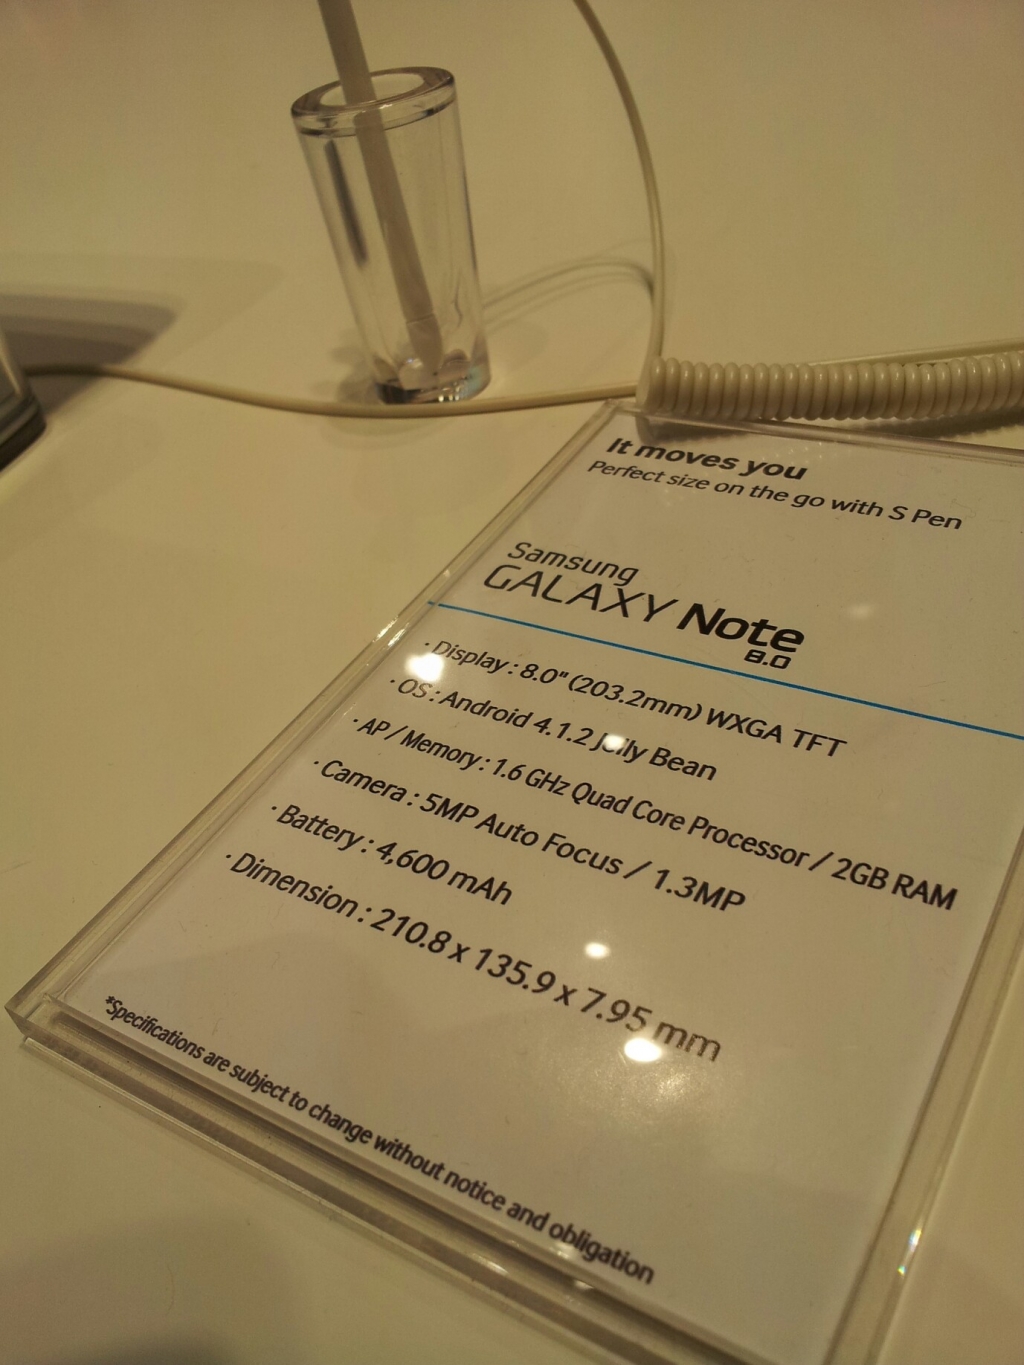 It moves you
Perfect size on the go with S Pen
Samsung
GALAXY Note
8.0
· Display : 8.0" (203.2mm) WXGA TFT
· OS : Android 4.1.2 Jelly Bean
· AP / Memory : 1.6 GHz Quad Core Processor / 2GB RAM
· Camera : 5MP Auto Focus / 1.3MP
· Battery : 4,600 mAh
· Dimension : 210.8 x 135.9 x 7.95 mm
*Specifications are subject to change without notice and obligation